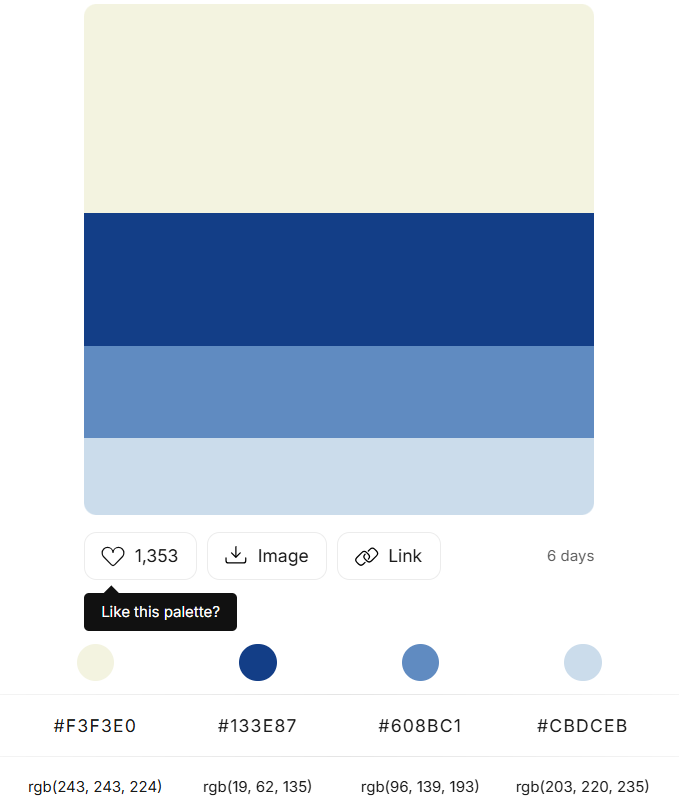 1,353 Image Link 6 days
Like this palette?
#F3F3E0 #133E87 #608BC1 #CBDCEB
rgb(243, 243, 224) rgb(19, 62, 135) rgb(96, 139, 193) rgb(203, 220, 235)